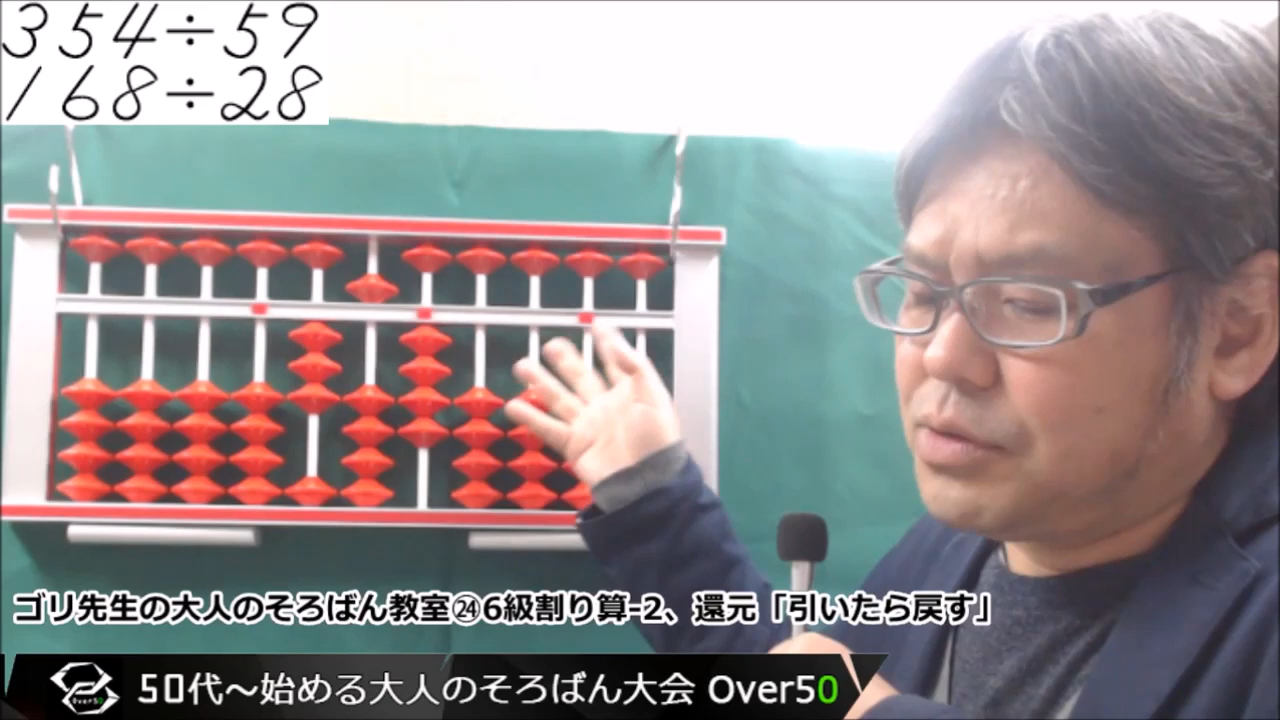 354÷59
168÷28
ゴリ先生の大人のそろばん教室㉔6級割り算-2、還元「引いたら戻す」
Over50
50代～始める大人のそろばん大会 Over50